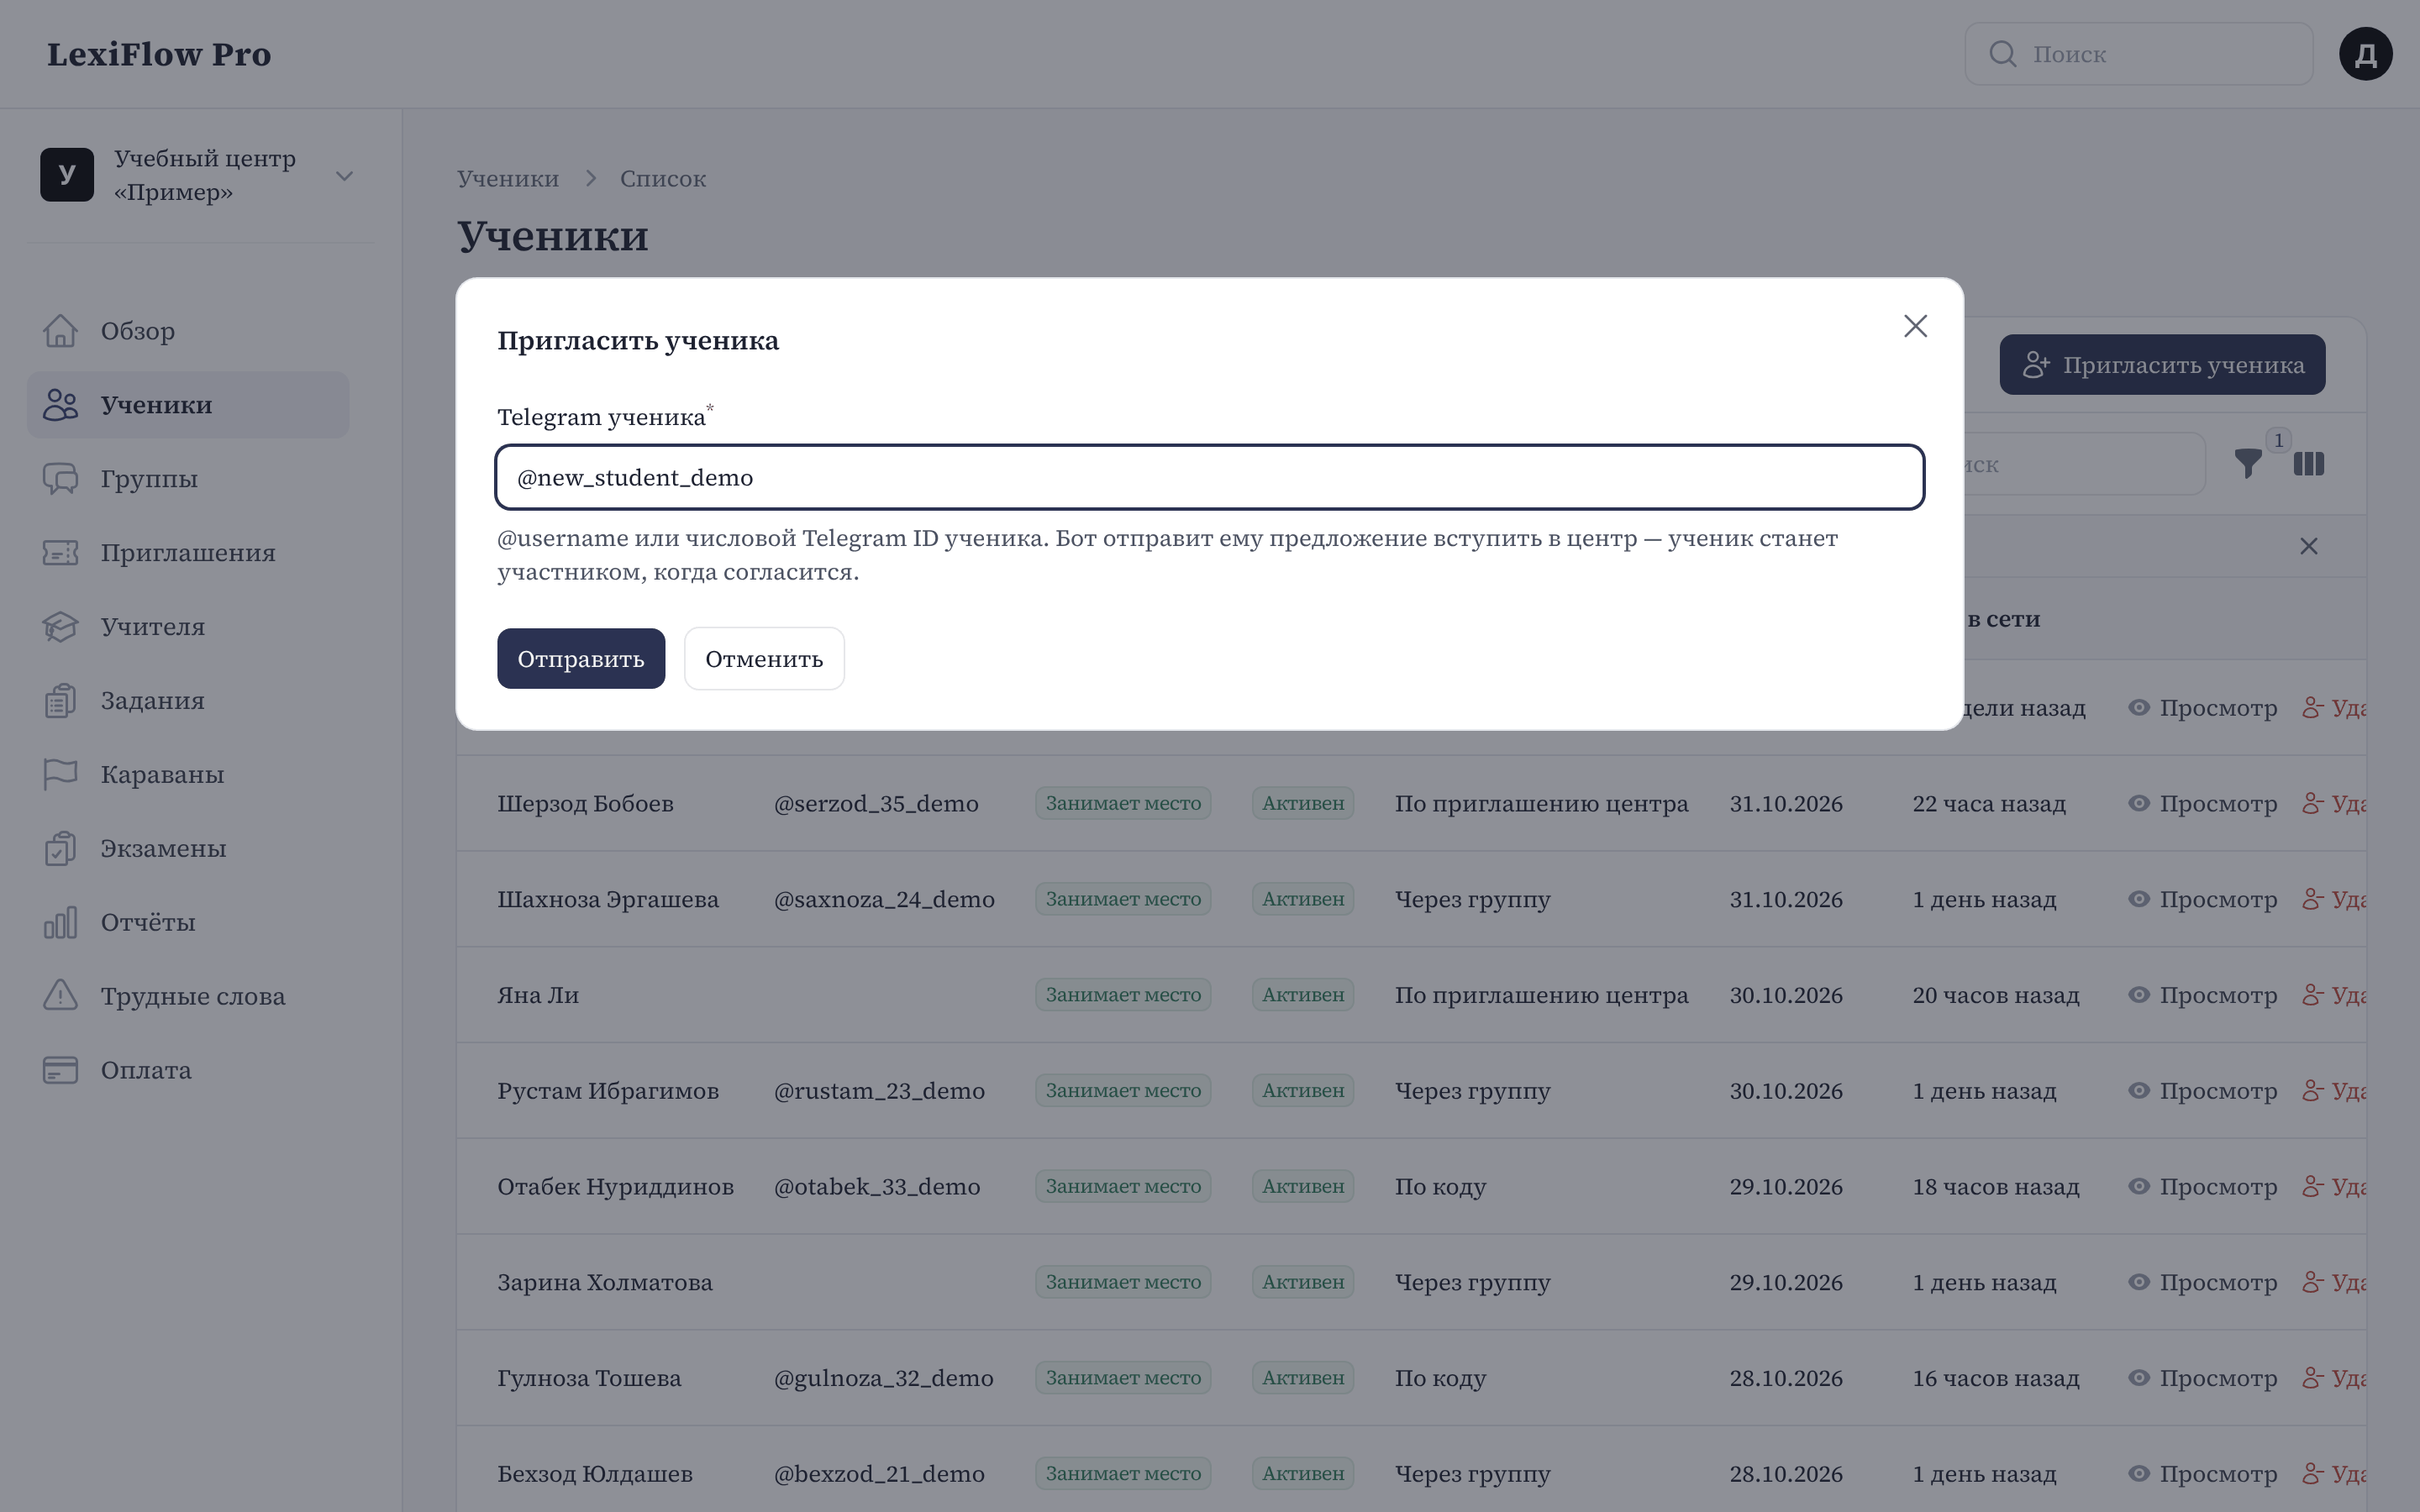 LexiFlow Pro
Поиск
Д
У
Учебный центр
«Пример»
Обзор
Ученики
Группы
Приглашения
Учителя
Задания
Караваны
Экзамены
Отчёты
Трудные слова
Оплата
Ученики > Список
Ученики
Пригласить ученика
1
Пригласить ученика
Telegram ученика*
@new_student_demo
@username или числовой Telegram ID ученика. Бот отправит ему предложение вступить в центр — ученик станет
участником, когда согласится.
Отправить Отменить
в сети
назад Просмотр
Шерзод Бобоев @serzod_35_demo Занимает место Активен По приглашению центра 31.10.2026 22 часа назад Просмотр
Шахноза Эргашева @saxnoza_24_demo Занимает место Активен Через группу 31.10.2026 1 день назад Просмотр
Яна Ли Занимает место Активен По приглашению центра 30.10.2026 20 часов назад Просмотр
Рустам Ибрагимов @rustam_23_demo Занимает место Активен Через группу 30.10.2026 1 день назад Просмотр
Отабек Нуриддинов @otabek_33_demo Занимает место Активен По коду 29.10.2026 18 часов назад Просмотр
Зарина Холматова Занимает место Активен Через группу 29.10.2026 1 день назад Просмотр
Гулноза Тошева @gulnoza_32_demo Занимает место Активен По коду 28.10.2026 16 часов назад Просмотр
Бехзод Юлдашев @bexzod_21_demo Занимает место Активен Через группу 28.10.2026 1 день назад Просмотр